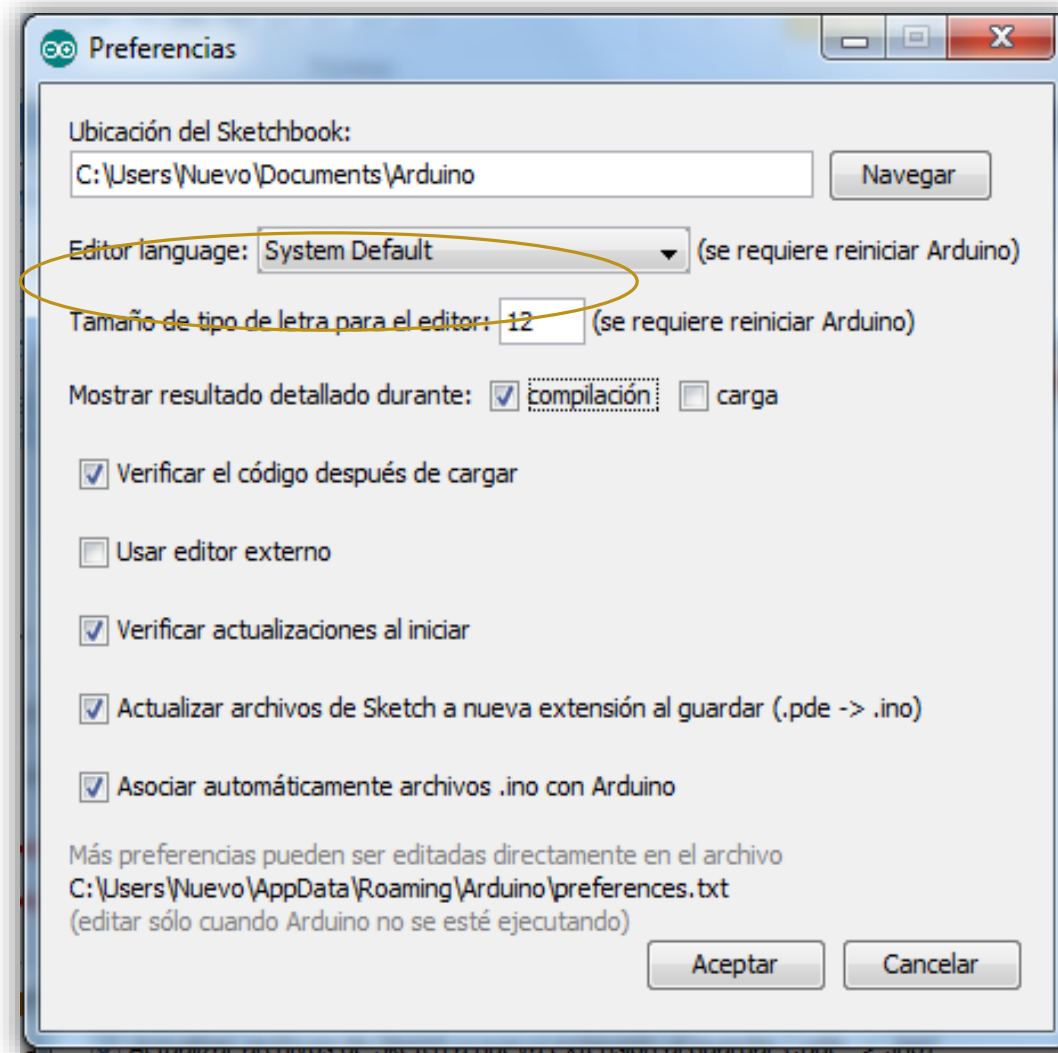 Preferencias
Ubicación del Sketchbook:
C:\Users\Nuevo\Documents\Arduino Navegar
Editor language: System Default (se requiere reiniciar Arduino)
Tamaño de tipo de letra para el editor: 12 (se requiere reiniciar Arduino)
Mostrar resultado detallado durante: compilación carga
Verificar el código después de cargar
Usar editor externo
Verificar actualizaciones al iniciar
Actualizar archivos de Sketch a nueva extensión al guardar (.pde -> .ino)
Asociar automáticamente archivos .ino con Arduino
Más preferencias pueden ser editadas directamente en el archivo
C:\Users\Nuevo\AppData\Roaming\Arduino\preferences.txt
(editar sólo cuando Arduino no se esté ejecutando)
Aceptar Cancelar